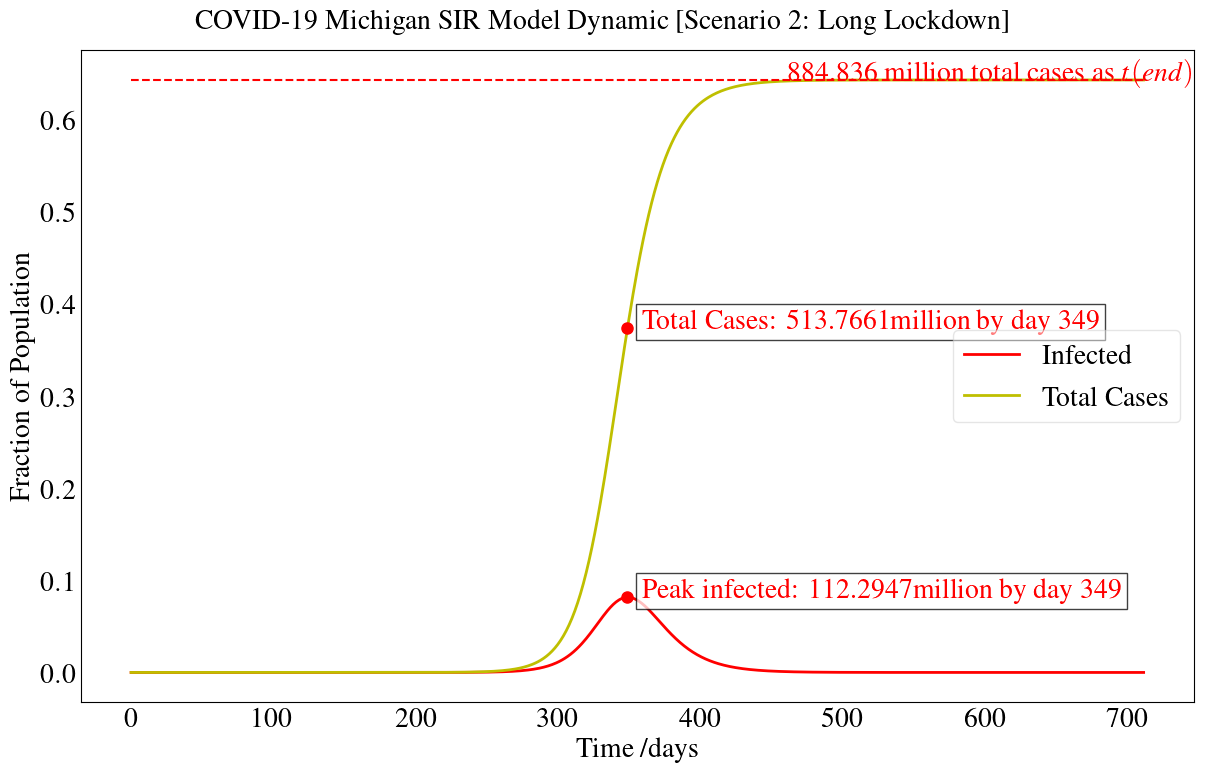 COVID-19 Michigan SIR Model Dynamic [Scenario 2: Long Lockdown]
884.836 million total cases as t(end)
0.6
0.5
0.4
0.3
0.2
0.1
0.0
Fraction of Population
Total Cases: 513.7661million by day 349
Infected
Total Cases
Peak infected: 112.2947million by day 349
0 100 200 300 400 500 600 700
Time /days